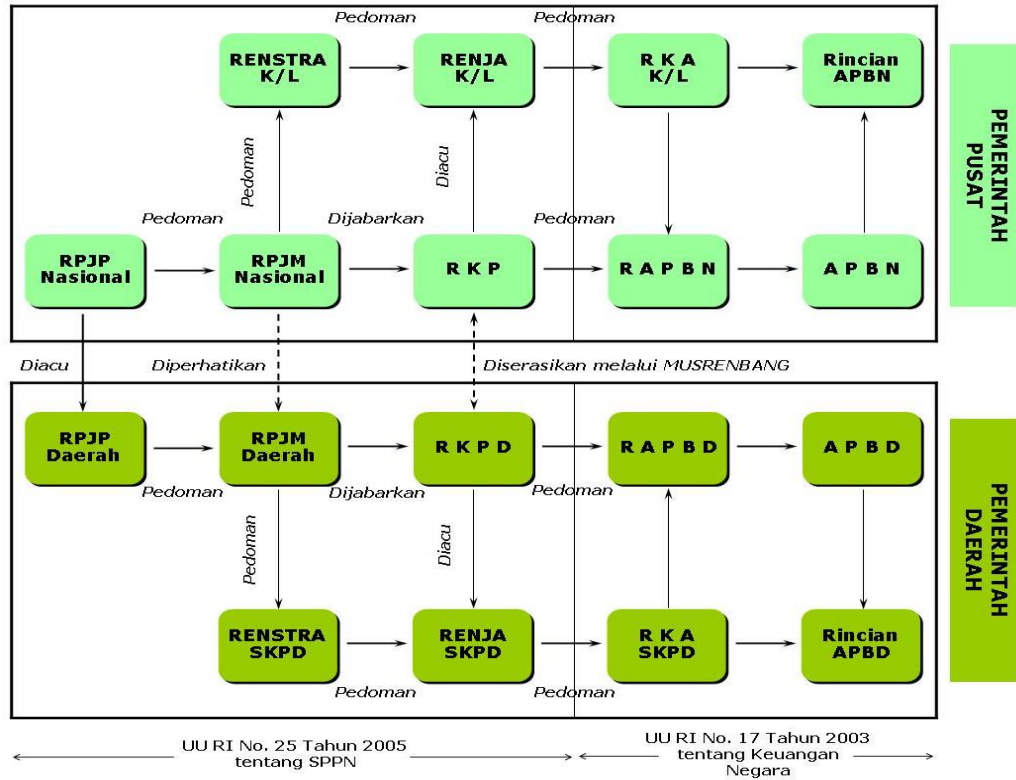 Pedoman
Pedoman
RENSTRA
K/L
RENJA
K/L
R K A
K/L
Rincian
APBN
Pedoman
Diacu
PEMERINTAH
PUSAT
Pedoman
Dijabarkan
Pedoman
RPJP
Nasional
RPJM
Nasional
R K P
R A P B N
A P B N
Diacu
Diperhatikan
Diserasikan melalui MUSRENBANG
RPJP
Daerah
RPJM
Daerah
R K P D
R A P B D
A P B D
Pedoman
Dijabarkan
Pedoman
Pedoman
Diacu
PEMERINTAH
DAERAH
RENSTRA
SKPD
RENJA
SKPD
R K A
SKPD
Rincian
APBD
Pedoman
Pedoman
UU RI No. 25 Tahun 2005
tentang SPPN
UU RI No. 17 Tahun 2003
tentang Keuangan
Negara